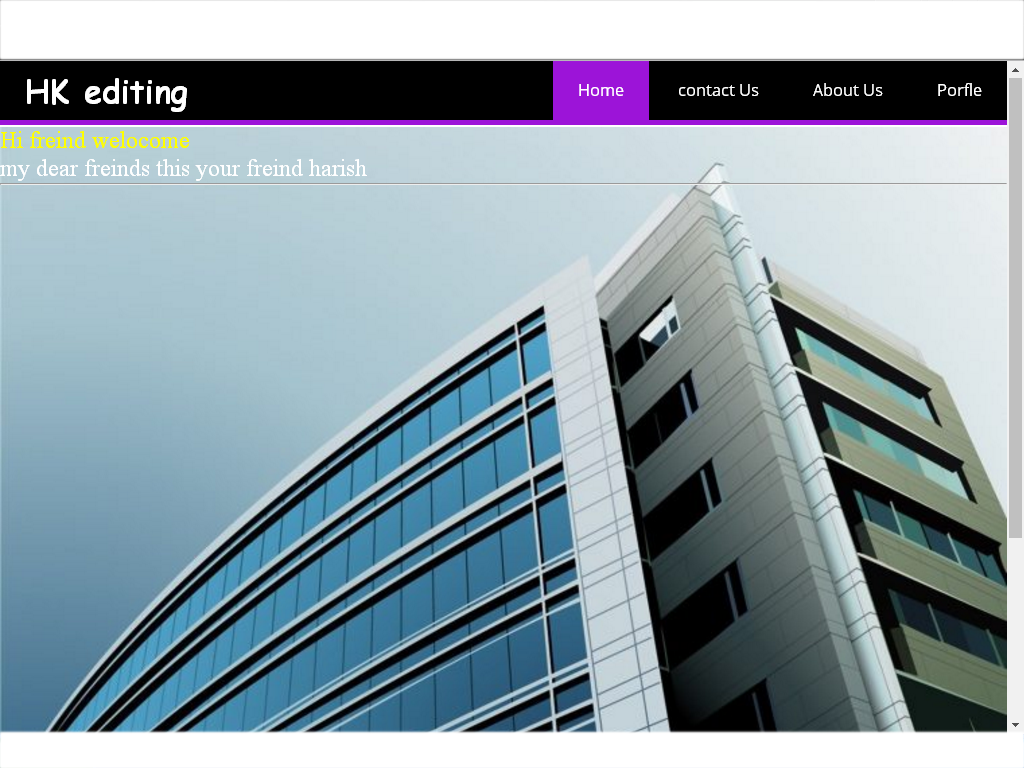 HK editing
Home contact Us About Us Porfle
Hi freind welocome
my dear freinds this your freind harish